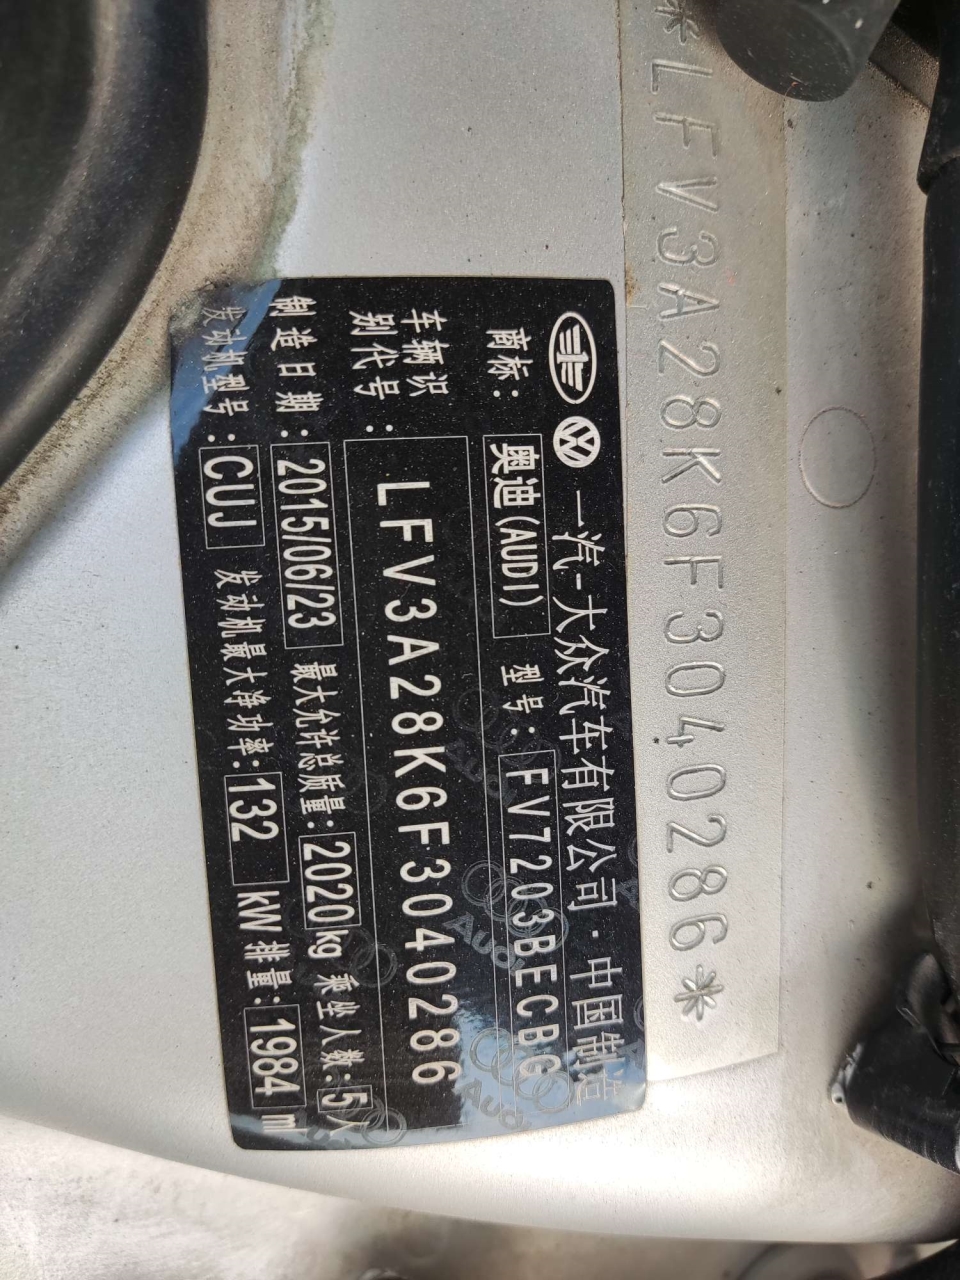 *LFV3A28K6F3040286*
一汽-大众汽车有限公司·中国制造
商标: 奥迪(AUDI) 型号: FV7203BECBG
车辆识别代号: LFV3A28K6F3040286
制造日期: 2015/06/23 最大允许总质量: 2020kg 乘坐人数: 5人
发动机型号: CUJ 发动机最大净功率: 132 kW 排量: 1984 ml